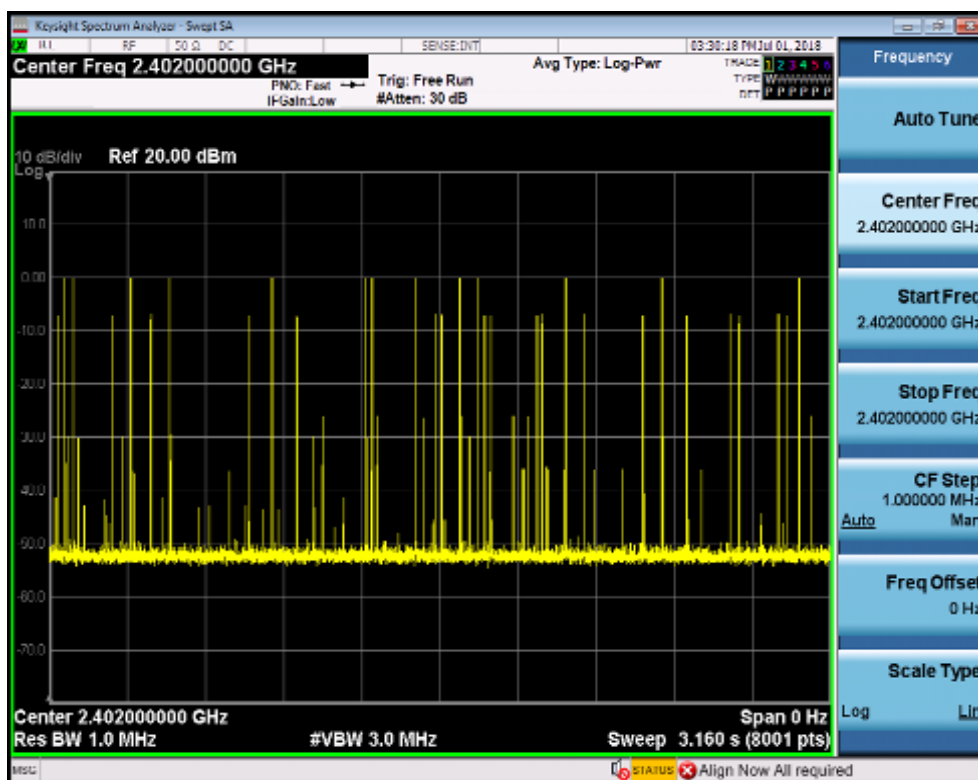 Keysight Spectrum Analyzer - Swept SA
RF 50 Ω DC SENSE:INT 03:30:18 PM Jul 01, 2018
Center Freq 2.402000000 GHz
PNO: Fast
IFGain:Low
Trig: Free Run
#Atten: 30 dB
Avg Type: Log-Pwr
TRACE 1 2 3 4 5 6
TYPE W W W W W W
DET P P P P P P
10 dB/div Ref 20.00 dBm
Log
10.0
0.00
-10.0
-20.0
-30.0
-40.0
-50.0
-60.0
-70.0
Center 2.402000000 GHz Span 0 Hz
Res BW 1.0 MHz #VBW 3.0 MHz Sweep 3.160 s (8001 pts)
MSG STATUS Align Now All required
Frequency
Auto Tune
Center Freq
2.402000000 GHz
Start Freq
2.402000000 GHz
Stop Freq
2.402000000 GHz
CF Step
1.000000 MHz
Auto Man
Freq Offset
0 Hz
Scale Type
Log Lin